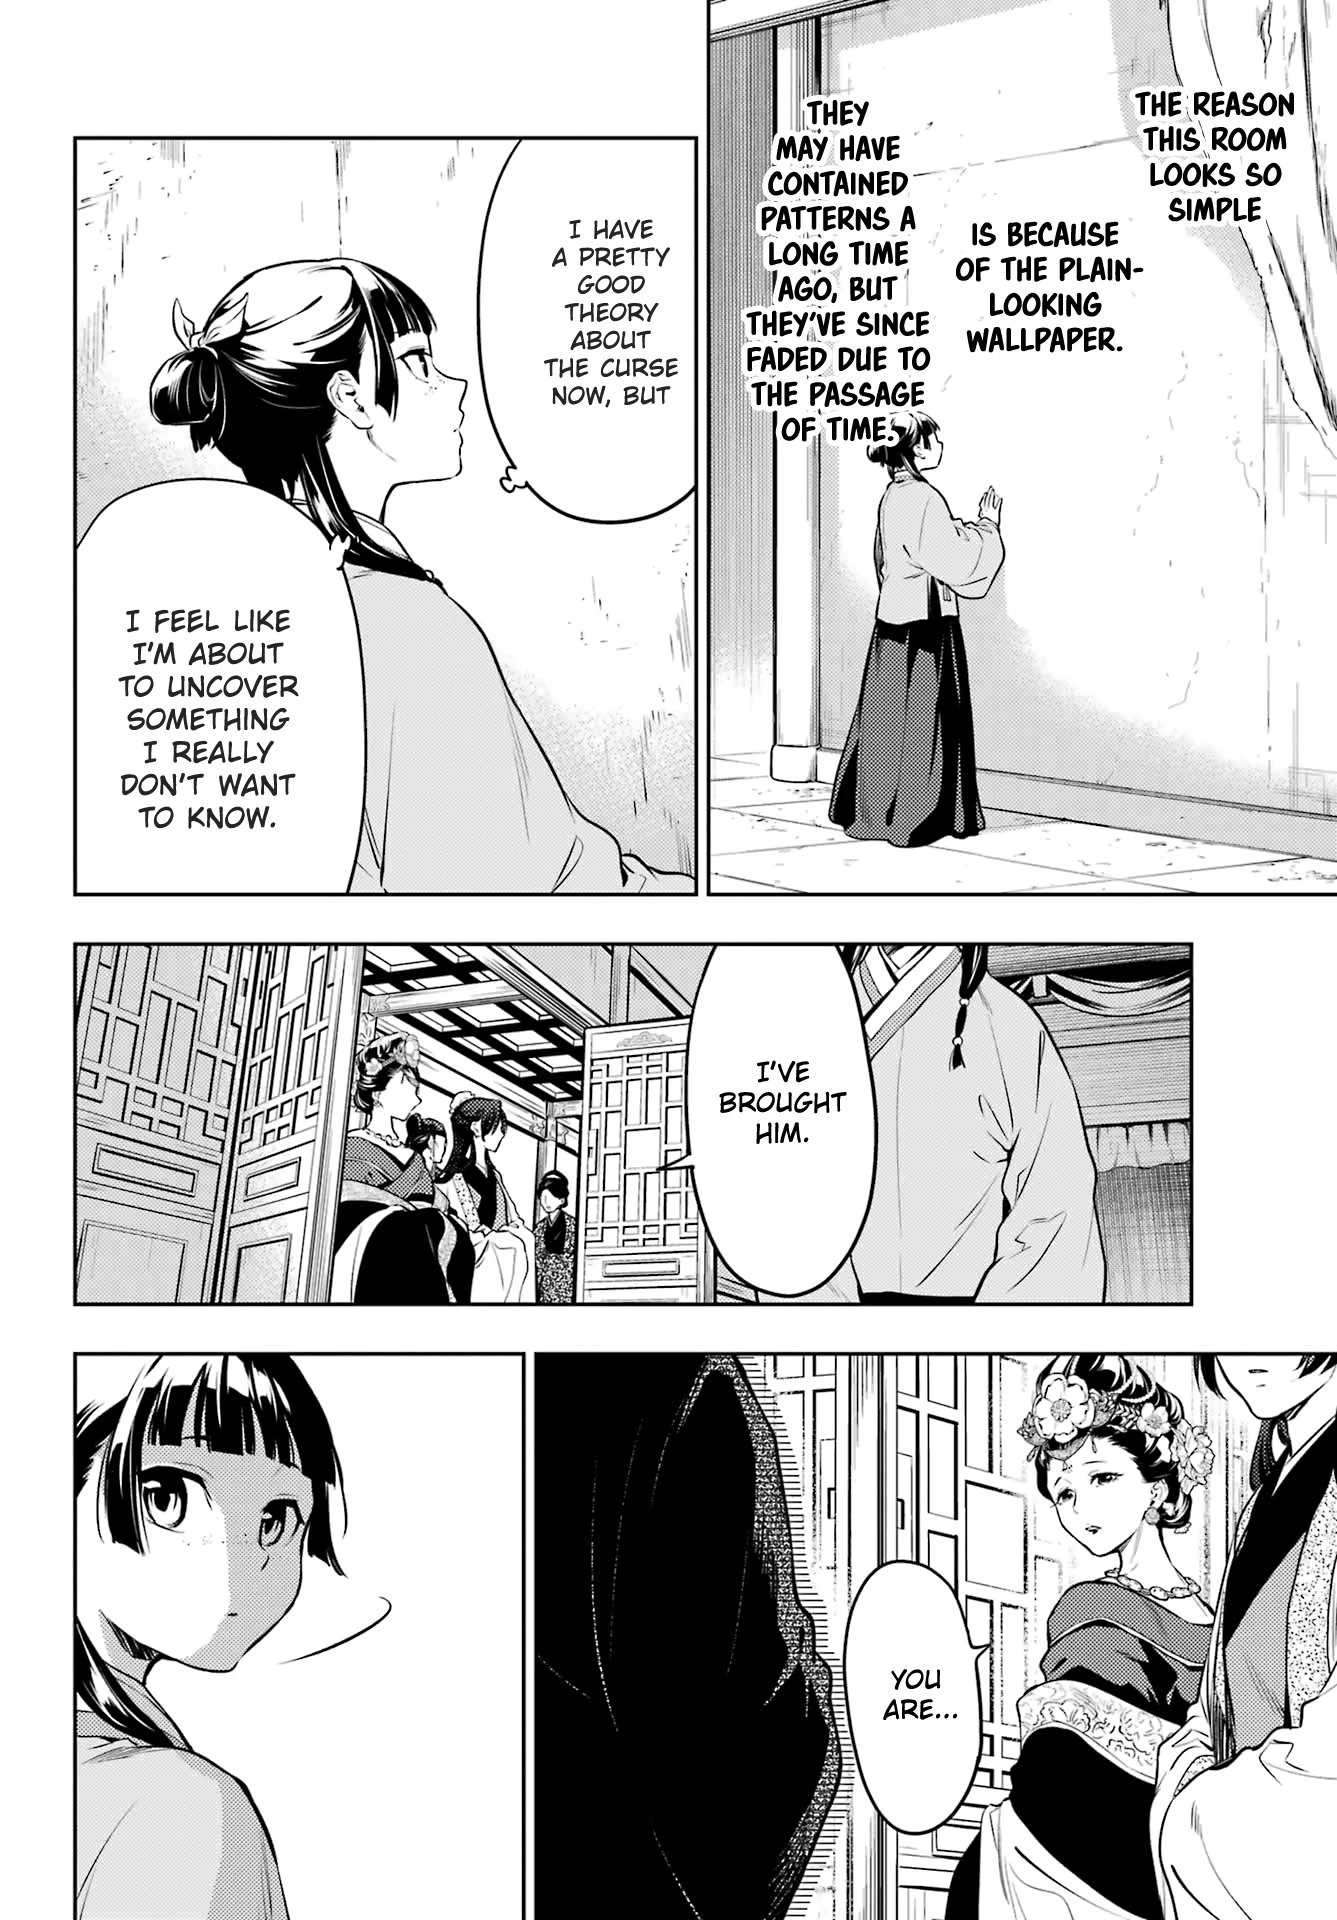 THE REASON
THIS ROOM
LOOKS SO
SIMPLE
IS BECAUSE
OF THE PLAIN-
LOOKING
WALLPAPER.
THEY
MAY HAVE
CONTAINED
PATTERNS A
LONG TIME
AGO, BUT
THEY'VE SINCE
FADED DUE TO
THE PASSAGE
OF TIME.
I HAVE
A PRETTY
GOOD
THEORY
ABOUT
THE CURSE
NOW, BUT
I FEEL LIKE
I'M ABOUT
TO UNCOVER
SOMETHING
I REALLY
DON'T WANT
TO KNOW.
I'VE
BROUGHT
HIM.
YOU
ARE...